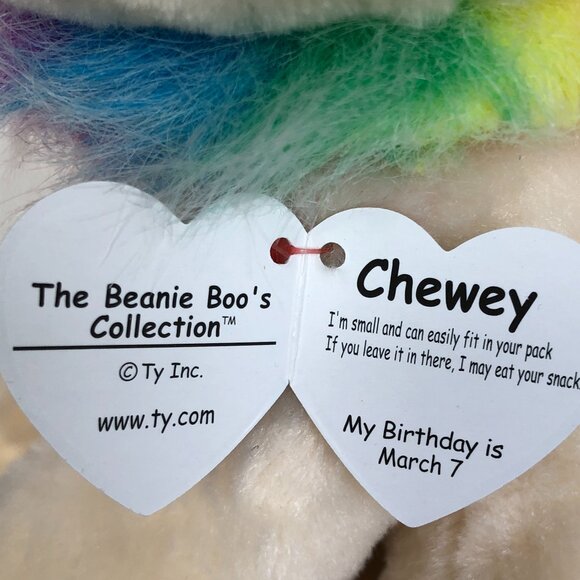 The Beanie Boo's
Collection™
© Ty Inc.
www.ty.com
Chewey
I'm small and can easily fit in your pack
If you leave it in there, I may eat your snack
My Birthday is
March 7